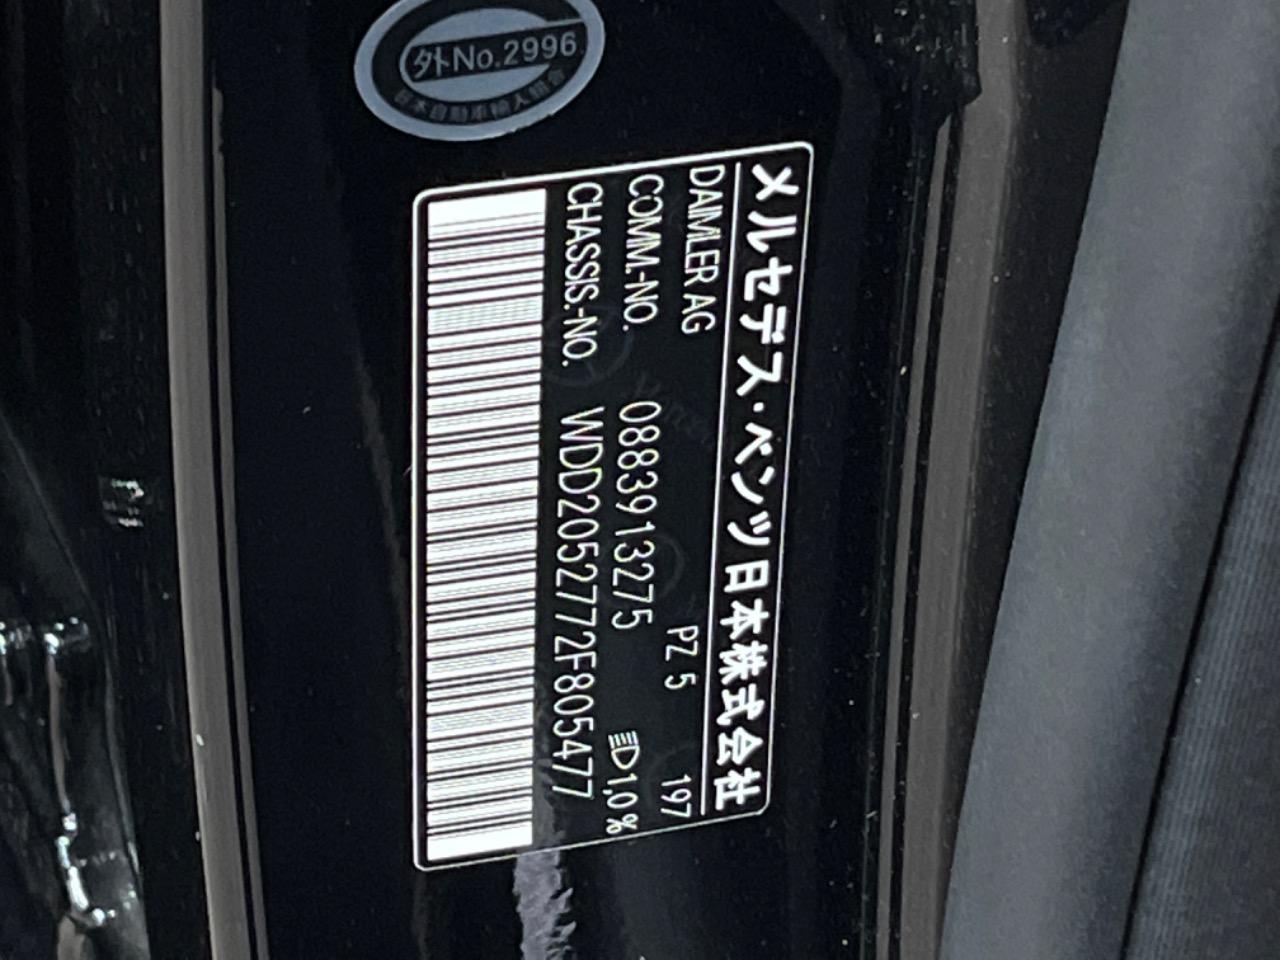 外No.2996
日本自動車輸入組合
メルセデス・ベンツ日本株式会社
DAIMLER AG PZ 5 197
COMM.-NO. 0883913275 1,0 %
CHASSIS.-NO. WDD2052772F805477